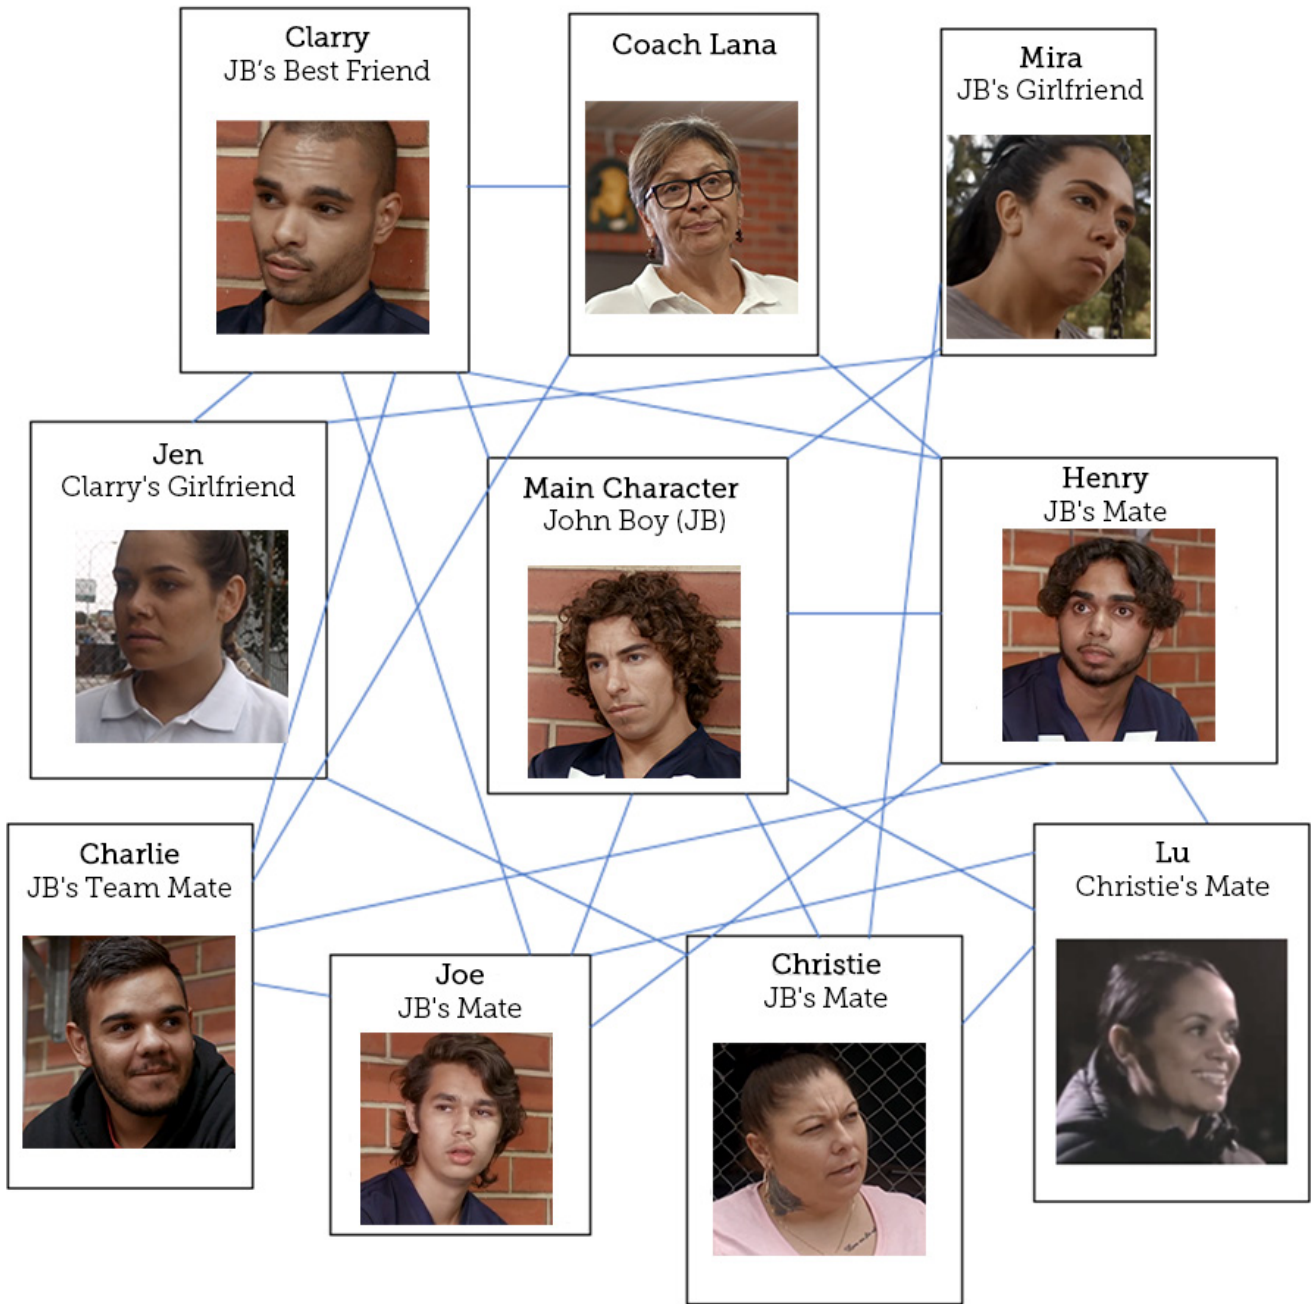 Clarry
JB’s Best Friend
Coach Lana
Mira
JB's Girlfriend
Jen
Clarry's Girlfriend
Main Character
John Boy (JB)
Henry
JB's Mate
Charlie
JB's Team Mate
Joe
JB's Mate
Christie
JB's Mate
Lu
Christie's Mate